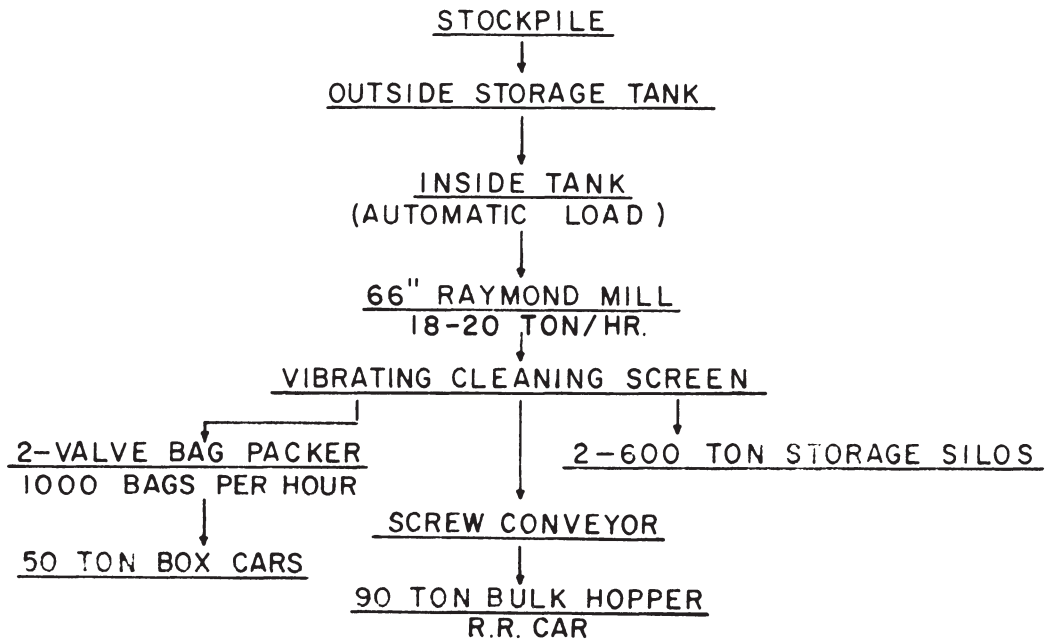 STOCKPILE
OUTSIDE STORAGE TANK
INSIDE TANK
(AUTOMATIC LOAD)
66" RAYMOND MILL
18-20 TON/HR.
VIBRATING CLEANING SCREEN
2-VALVE BAG PACKER
1000 BAGS PER HOUR
2-600 TON STORAGE SILOS
SCREW CONVEYOR
50 TON BOX CARS
90 TON BULK HOPPER
R.R. CAR